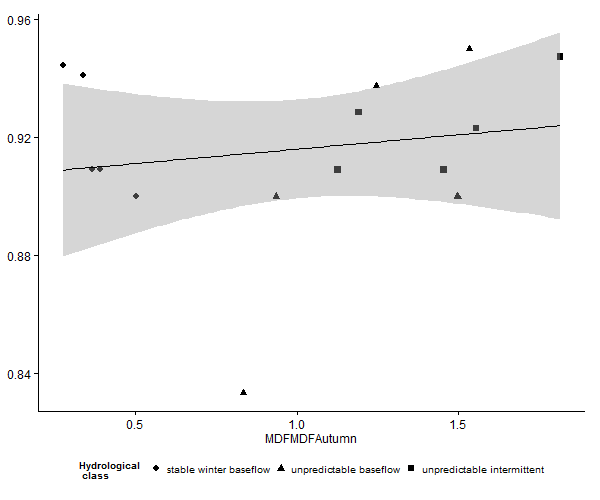 0.96
0.92
0.88
0.84
0.5 1.0 1.5
MDFMDFAutumn
Hydrological
class
stable winter baseflow unpredictable baseflow unpredictable intermittent